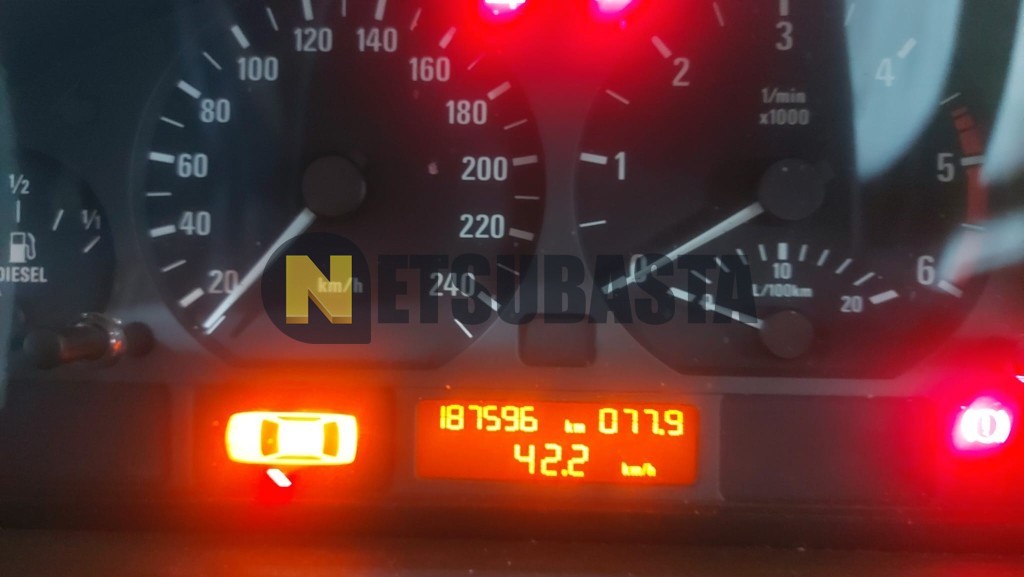 120 140
100 160
80 180
60 200
40 220
20 km/h 240
1/2
1/1
DIESEL
1 2 3 4 5 6
1/min
x1000
0
10
20
L/100km
NETSUBASTA
187596 km 077.9
42.2 km/h